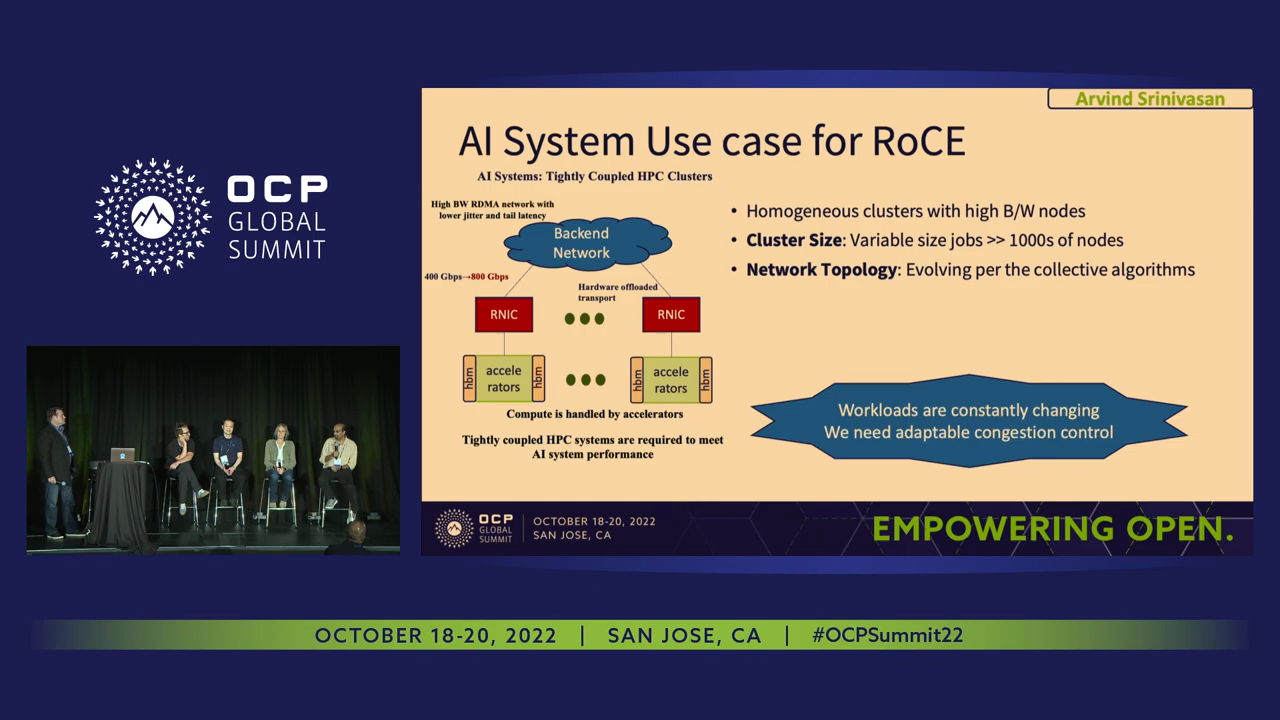 OCP
GLOBAL
SUMMIT
Arvind Srinivasan
AI System Use case for RoCE
AI Systems: Tightly Coupled HPC Clusters
High BW RDMA network with
lower jitter and tail latency
Backend
Network
400 Gbps→800 Gbps
Hardware offloaded
transport
RNIC
RNIC
hbm
accele
rators
hbm
hbm
accele
rators
hbm
Compute is handled by accelerators
Tightly coupled HPC systems are required to meet
AI system performance
• Homogeneous clusters with high B/W nodes
• Cluster Size: Variable size jobs >> 1000s of nodes
• Network Topology: Evolving per the collective algorithms
Workloads are constantly changing
We need adaptable congestion control
OCP
GLOBAL
SUMMIT
OCTOBER 18-20, 2022
SAN JOSE, CA
EMPOWERING OPEN.
OCTOBER 18-20, 2022 | SAN JOSE, CA | #OCPSummit22